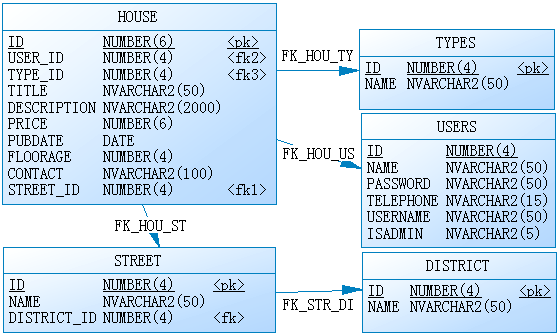 HOUSE
ID NUMBER(6) <pk>
USER_ID NUMBER(4) <fk2>
TYPE_ID NUMBER(4) <fk3>
TITLE NVARCHAR2(50)
DESCRIPTION NVARCHAR2(2000)
PRICE NUMBER(6)
PUBDATE DATE
FLOORAGE NUMBER(4)
CONTACT NVARCHAR2(100)
STREET_ID NUMBER(4) <fk1>
FK_HOU_TY
TYPES
ID NUMBER(4) <pk>
NAME NVARCHAR2(50)
FK_HOU_US
USERS
ID NUMBER(4)
NAME NVARCHAR2(50)
PASSWORD NVARCHAR2(50)
TELEPHONE NVARCHAR2(15)
USERNAME NVARCHAR2(50)
ISADMIN NVARCHAR2(5)
FK_HOU_ST
STREET
ID NUMBER(4) <pk>
NAME NVARCHAR2(50)
DISTRICT_ID NUMBER(4) <fk>
FK_STR_DI
DISTRICT
ID NUMBER(4) <pk>
NAME NVARCHAR2(50)